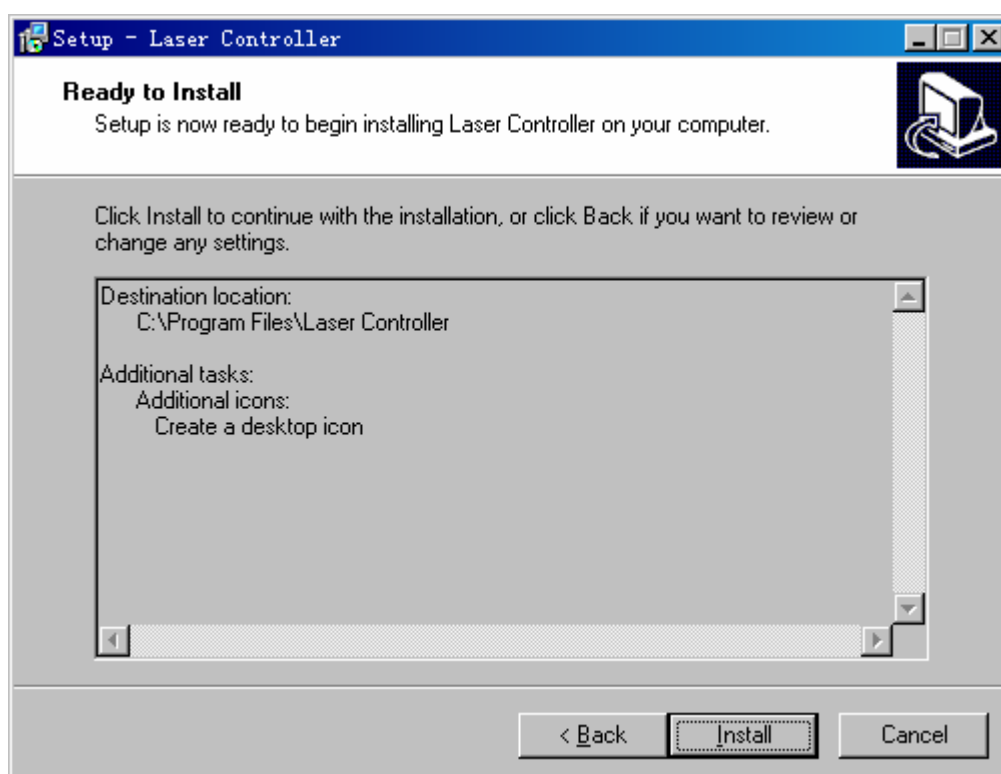 Setup - Laser Controller
Ready to Install
Setup is now ready to begin installing Laser Controller on your computer.
Click Install to continue with the installation, or click Back if you want to review or
change any settings.
Destination location:
C:\Program Files\Laser Controller
Additional tasks:
Additional icons:
Create a desktop icon
< Back
Install
Cancel